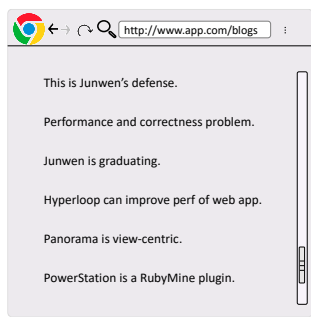 http://www.app.com/blogs
This is Junwen’s defense.
Performance and correctness problem.
Junwen is graduating.
Hyperloop can improve perf of web app.
Panorama is view-centric.
PowerStation is a RubyMine plugin.